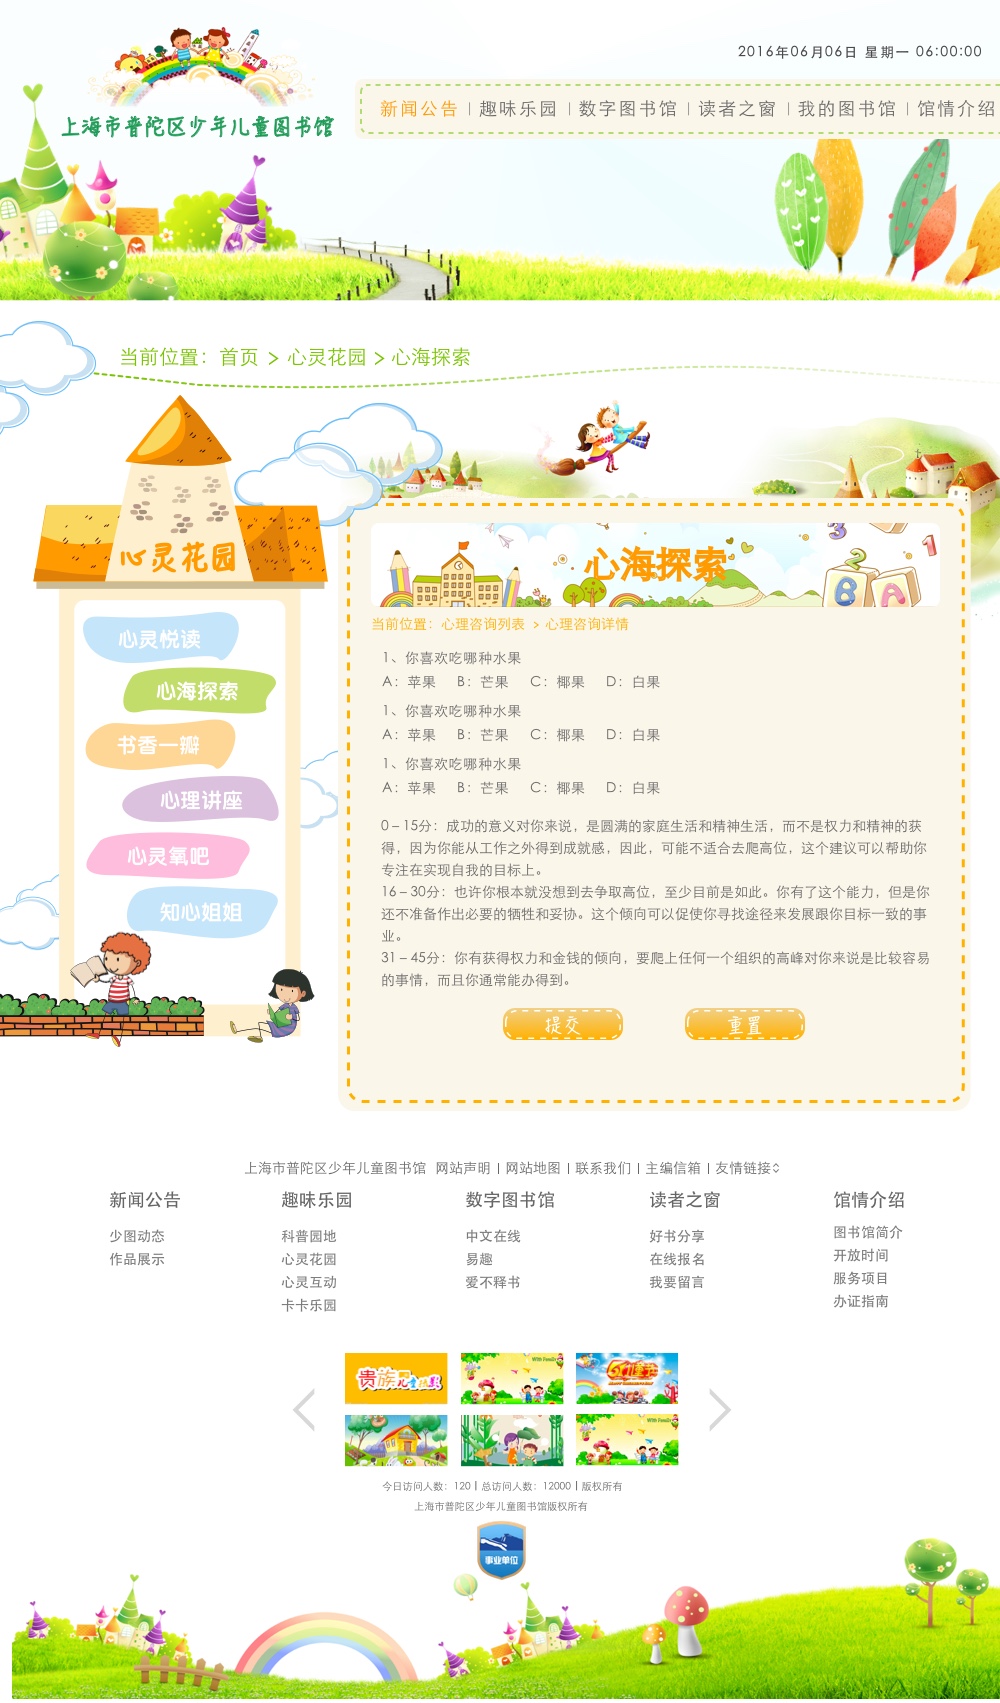 2016年06月06日 星期一 06:00:00
上海市普陀区少年儿童图书馆
新闻公告 | 趣味乐园 | 数字图书馆 | 读者之窗 | 我的图书馆 | 馆情介绍
当前位置：首页 > 心灵花园 > 心海探索
心灵花园
心灵悦读
心海探索
书香一瓣
心理讲座
心灵氧吧
知心姐姐
心海探索
3
2
1
B A
当前位置：心理咨询列表 > 心理咨询详情
1、你喜欢吃哪种水果
A：苹果 B：芒果 C：椰果 D：白果
1、你喜欢吃哪种水果
A：苹果 B：芒果 C：椰果 D：白果
1、你喜欢吃哪种水果
A：苹果 B：芒果 C：椰果 D：白果
0－15分：成功的意义对你来说，是圆满的家庭生活和精神生活，而不是权力和精神的获
得，因为你能从工作之外得到成就感，因此，可能不适合去爬高位，这个建议可以帮助你
专注在实现自我的目标上。
16－30分：也许你根本就没想到去争取高位，至少目前是如此。你有了这个能力，但是你
还不准备作出必要的牺牲和妥协。这个倾向可以促使你寻找途径来发展跟你目标一致的事
业。
31－45分：你有获得权力和金钱的倾向，要爬上任何一个组织的高峰对你来说是比较容易
的事情，而且你通常能办得到。
提交 重置
上海市普陀区少年儿童图书馆 网站声明 | 网站地图 | 联系我们 | 主编信箱 | 友情链接
新闻公告
少图动态
作品展示
趣味乐园
科普园地
心灵花园
心灵互动
卡卡乐园
数字图书馆
中文在线
易趣
爱不释书
读者之窗
好书分享
在线报名
我要留言
馆情介绍
图书馆简介
开放时间
服务项目
办证指南
With Family
With Family
今日访问人数：120 | 总访问人数：12000 | 版权所有
上海市普陀区少年儿童图书馆版权所有
事业单位